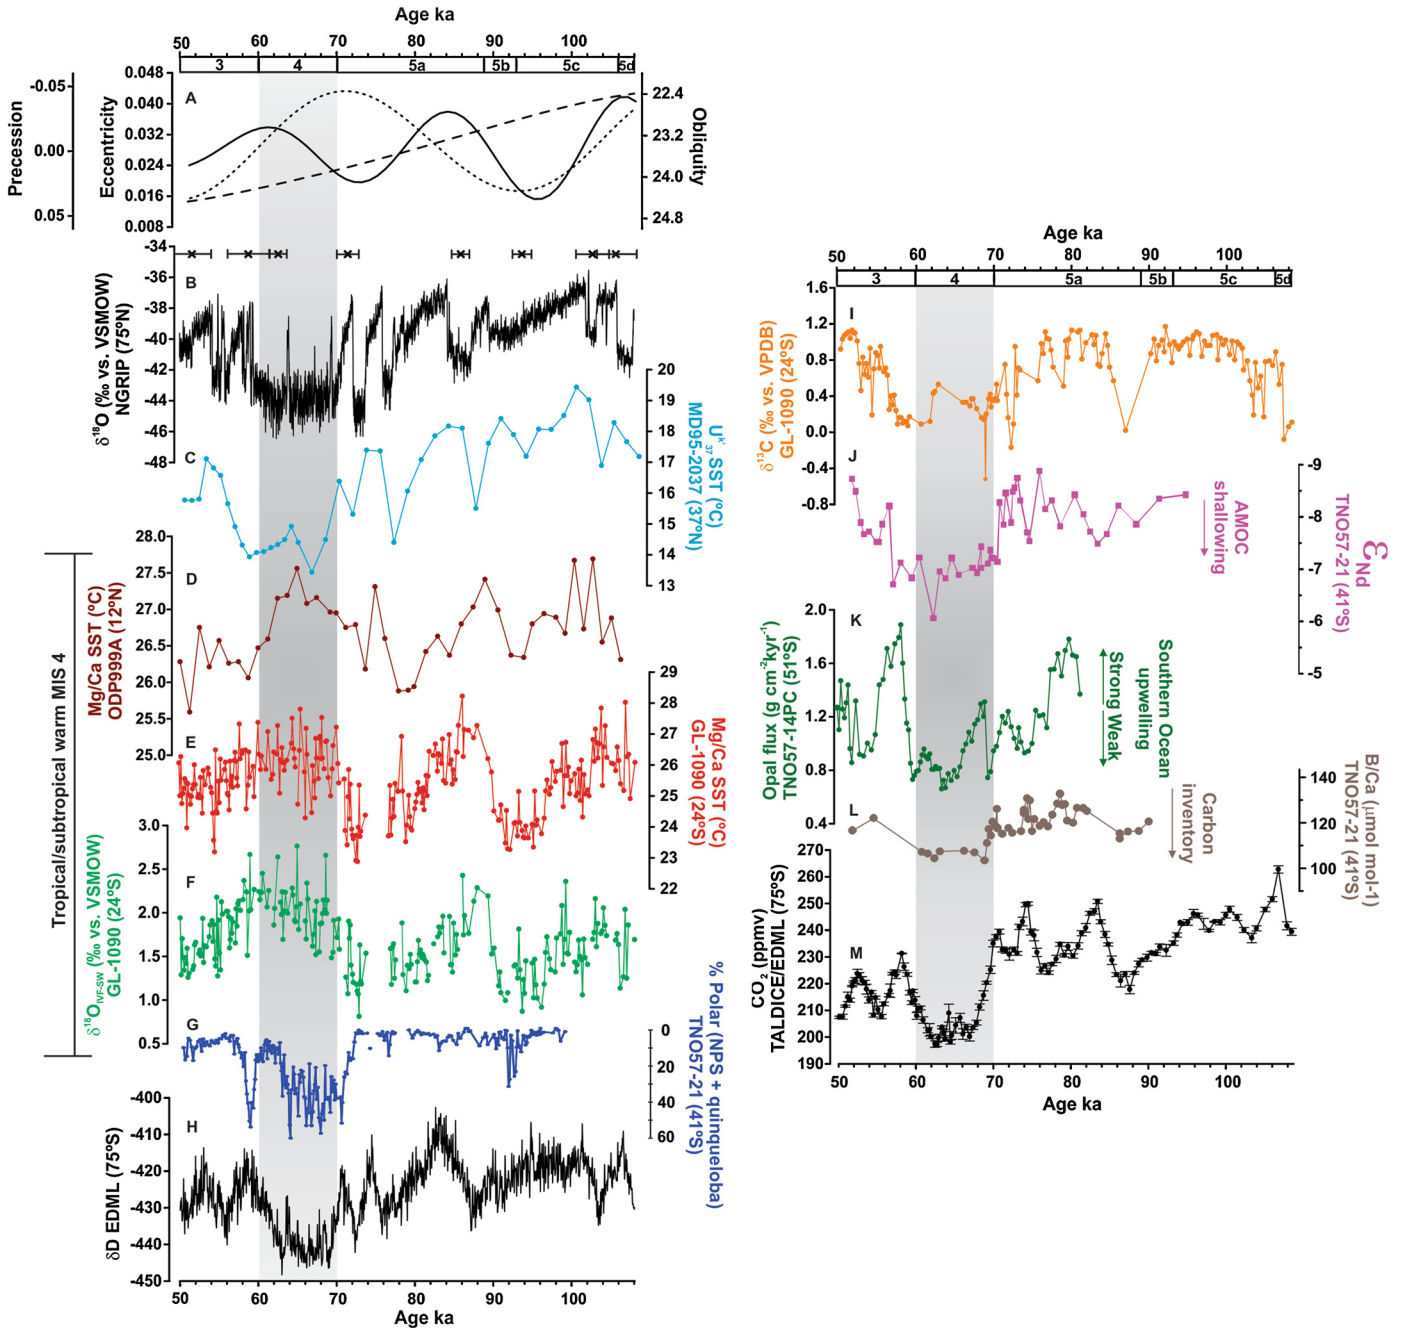 Age ka
50 60 70 80 90 100
3 4 5a 5b 5c 5d
Precession
-0.05
0.00
0.05
Eccentricity
0.048
0.040
0.032
0.024
0.016
0.008
A
22.4
23.2
24.0
24.8
Obliquity
δ18O (‰ vs. VSMOW)
NGRIP (75ºN)
-34
-36
-38
-40
-42
-44
-46
-48
B
C
20
19
18
17
16
15
14
13
Uk'37 SST (ºC)
MD95-2037 (37ºN)
Tropical/subtropical warm MIS 4
Mg/Ca SST (ºC)
ODP999A (12ºN)
28.0
27.5
27.0
26.5
26.0
25.5
25.0
D
E
29
28
27
26
25
24
23
22
Mg/Ca SST (ºC)
GL-1090 (24ºS)
δ18OIVF-SW (‰ vs. VSMOW)
GL-1090 (24ºS)
3.0
2.5
2.0
1.5
1.0
0.5
F
G
0
20
40
60
% Polar (NPS + quinqueloba)
TNO57-21 (41ºS)
δD EDML (75ºS)
-400
-410
-420
-430
-440
-450
H
50 60 70 80 90 100
Age ka
Age ka
50 60 70 80 90 100
3 4 5a 5b 5c 5d
δ13C (‰ vs. VPDB)
GL-1090 (24ºS)
1.6
1.2
0.8
0.4
0.0
-0.4
-0.8
I
J
AMOC
shallowing
-9
-8
-7
-6
-5
εNd
TNO57-21 (41ºS)
Opal flux (g cm-2kyr-1)
TNO57-14PC (51ºS)
2.0
1.6
1.2
0.8
0.4
K
Southern Ocean
upwelling
Strong Weak
L
Carbon
inventory
140
120
100
B/Ca (μmol mol-1)
TNO57-21 (41ºS)
CO2 (ppmv)
TALDICE/EDML (75ºS)
270
260
250
240
230
220
210
200
190
M
50 60 70 80 90 100
Age ka